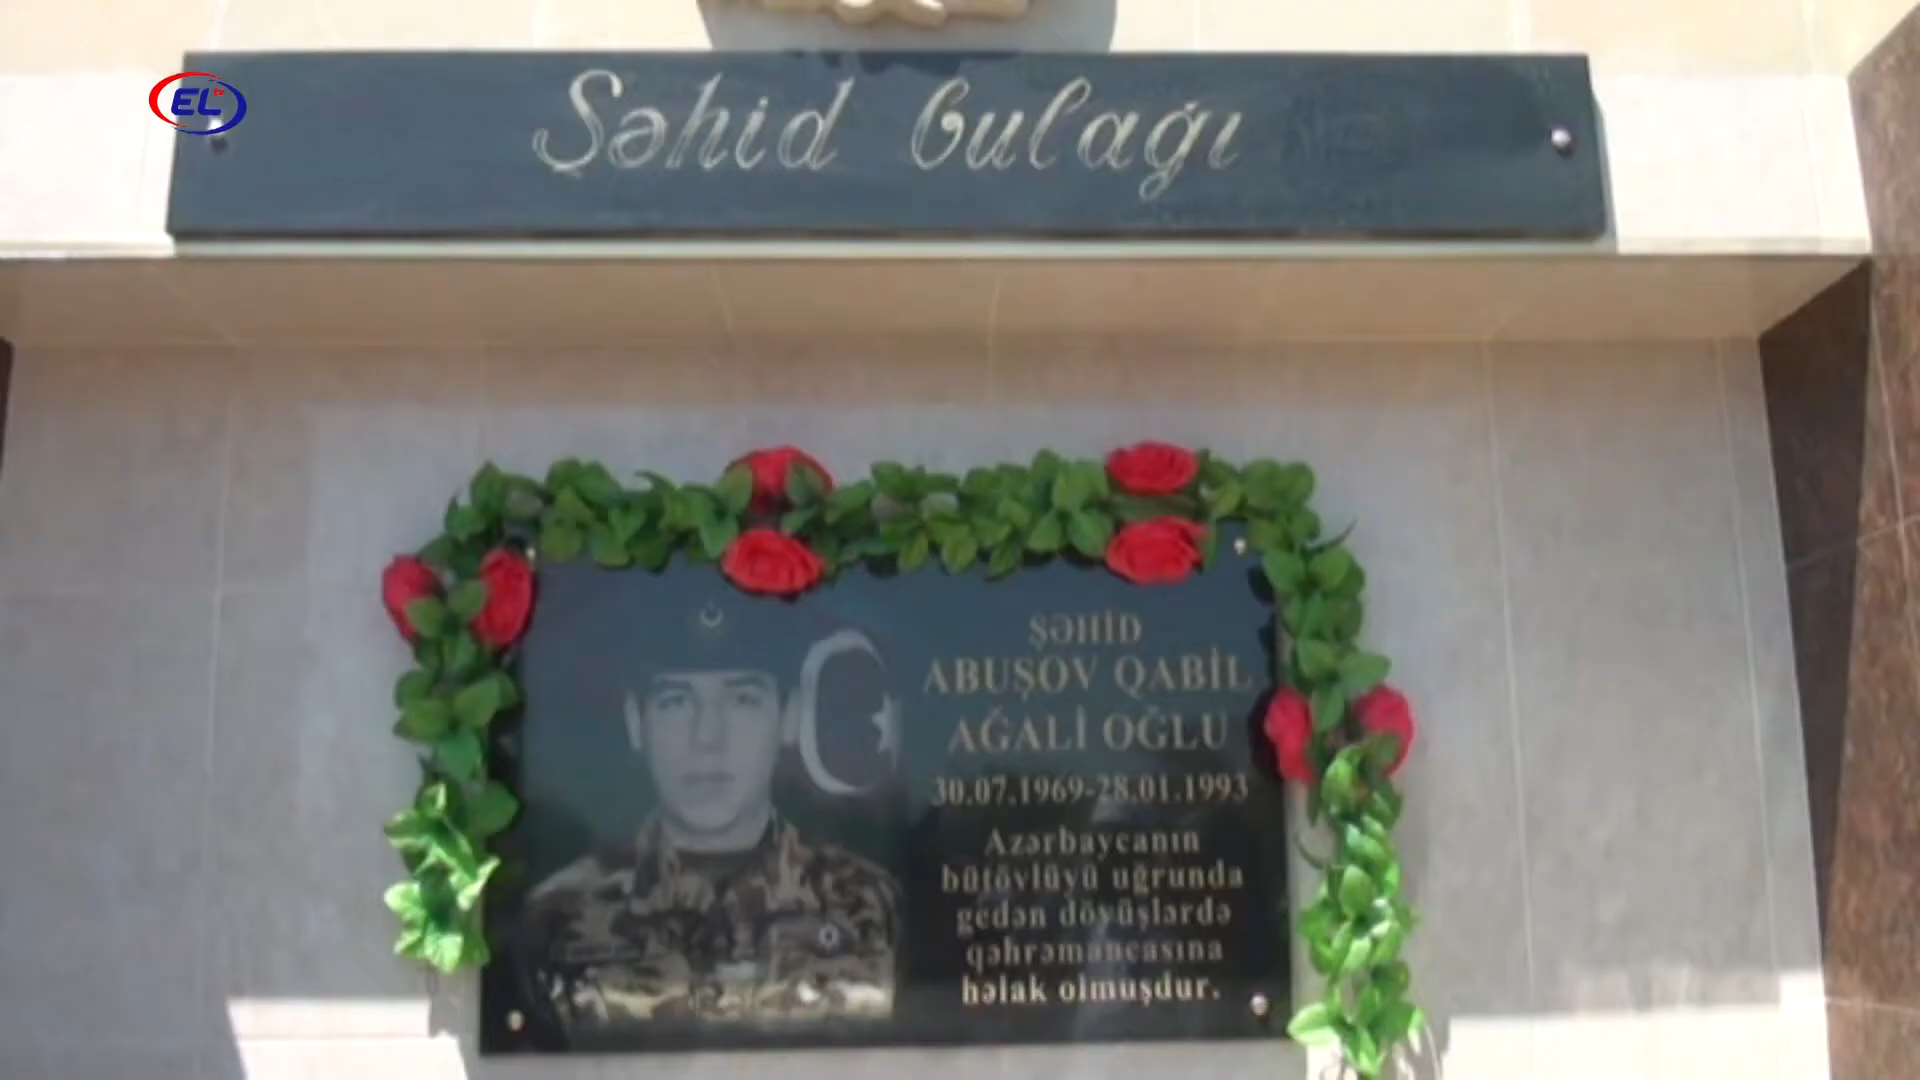 EL tv
Şəhid bulağı
ŞƏHİD
ABUŞOV QABİL
AĞALİ OĞLU
30.07.1969-28.01.1993
Azərbaycanın
bütövlüyü uğrunda
gedən döyüşlərdə
qəhrəmancasına
həlak olmuşdur.